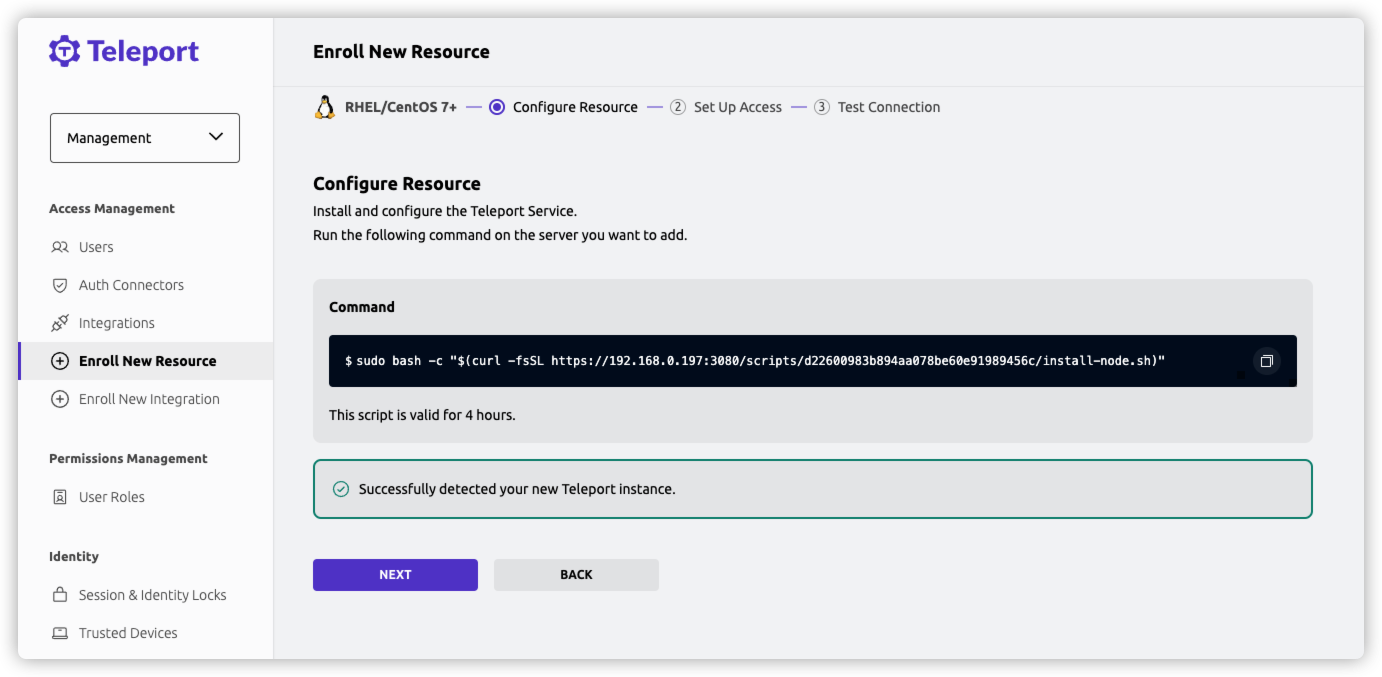 Teleport
Management
Access Management
Users
Auth Connectors
Integrations
Enroll New Resource
Enroll New Integration
Permissions Management
User Roles
Identity
Session & Identity Locks
Trusted Devices
Enroll New Resource
RHEL/CentOS 7+ Configure Resource 2 Set Up Access 3 Test Connection
Configure Resource
Install and configure the Teleport Service.
Run the following command on the server you want to add.
Command
$ sudo bash -c "$(curl -fsSL https://192.168.0.197:3080/scripts/d22600983b894aa078be60e91989456c/install-node.sh)"
This script is valid for 4 hours.
Successfully detected your new Teleport instance.
NEXT BACK